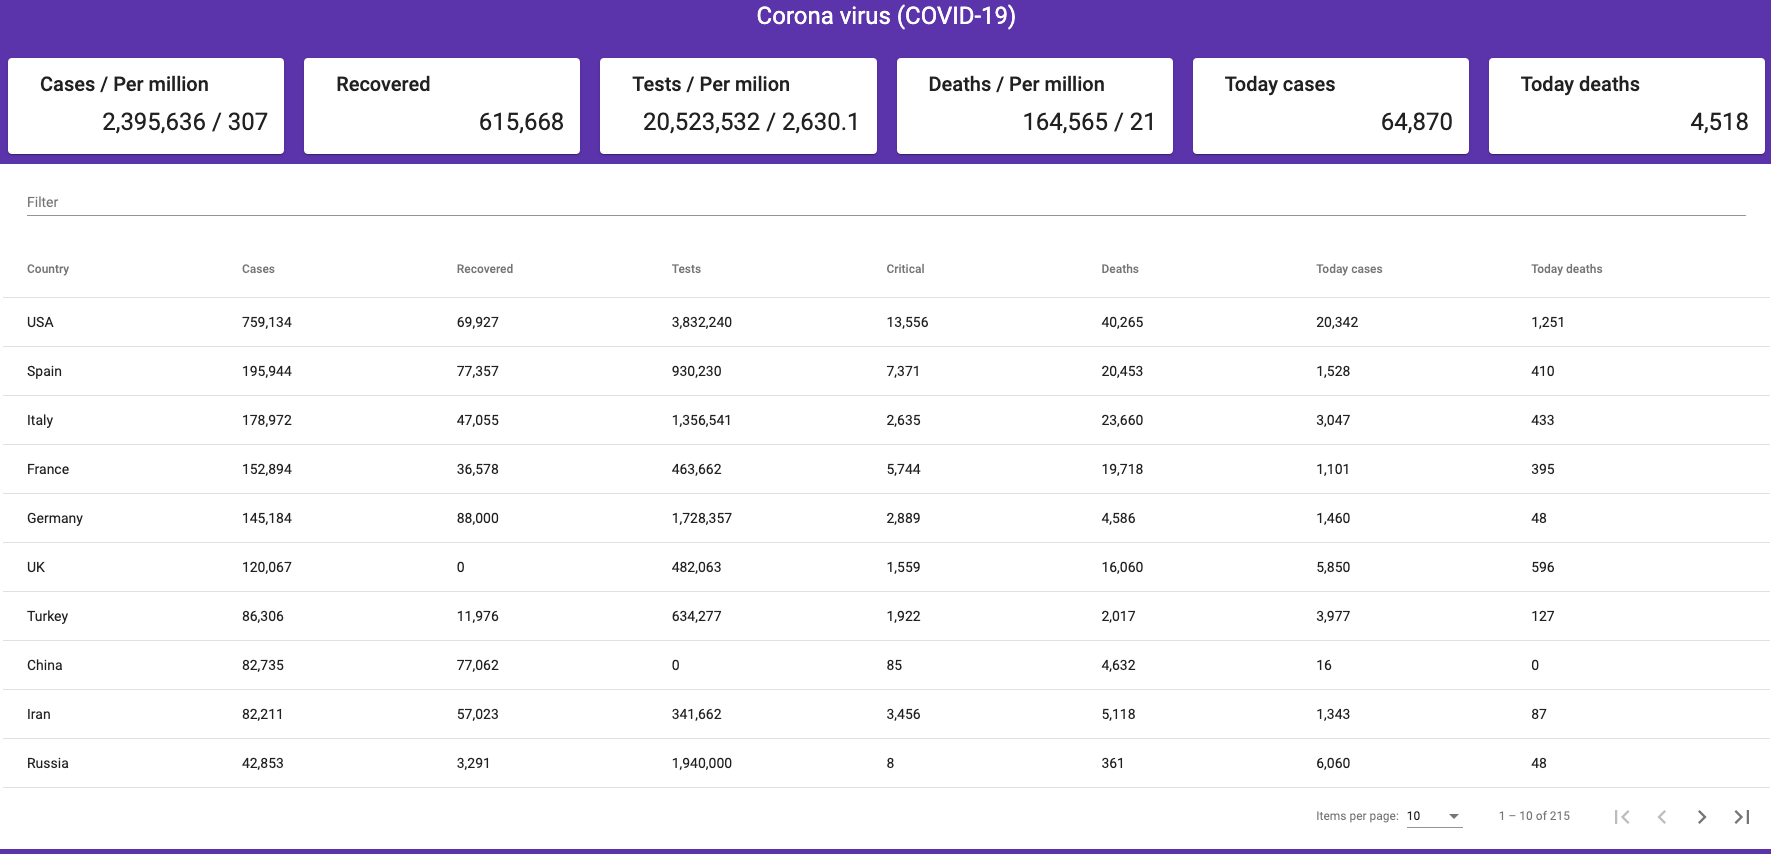 Corona virus (COVID-19)
Cases / Per million Recovered Tests / Per milion Deaths / Per million Today cases Today deaths
2,395,636 / 307 615,668 20,523,532 / 2,630.1 164,565 / 21 64,870 4,518
Filter
Country Cases Recovered Tests Critical Deaths Today cases Today deaths
USA 759,134 69,927 3,832,240 13,556 40,265 20,342 1,251
Spain 195,944 77,357 930,230 7,371 20,453 1,528 410
Italy 178,972 47,055 1,356,541 2,635 23,660 3,047 433
France 152,894 36,578 463,662 5,744 19,718 1,101 395
Germany 145,184 88,000 1,728,357 2,889 4,586 1,460 48
UK 120,067 0 482,063 1,559 16,060 5,850 596
Turkey 86,306 11,976 634,277 1,922 2,017 3,977 127
China 82,735 77,062 0 85 4,632 16 0
Iran 82,211 57,023 341,662 3,456 5,118 1,343 87
Russia 42,853 3,291 1,940,000 8 361 6,060 48
Items per page: 10 1 – 10 of 215